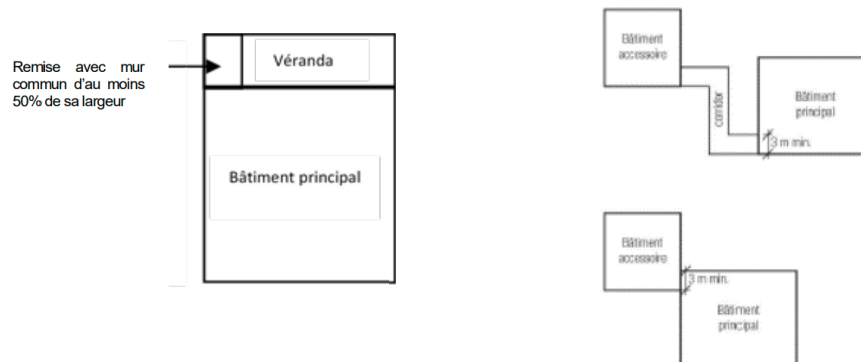 Remise avec mur
commun d'au moins
50% de sa largeur
Véranda
Bâtiment principal
Bâtiment
accessoire
corridor
Bâtiment
principal
3 m min.
Bâtiment
accessoire
3 m min.
Bâtiment
principal